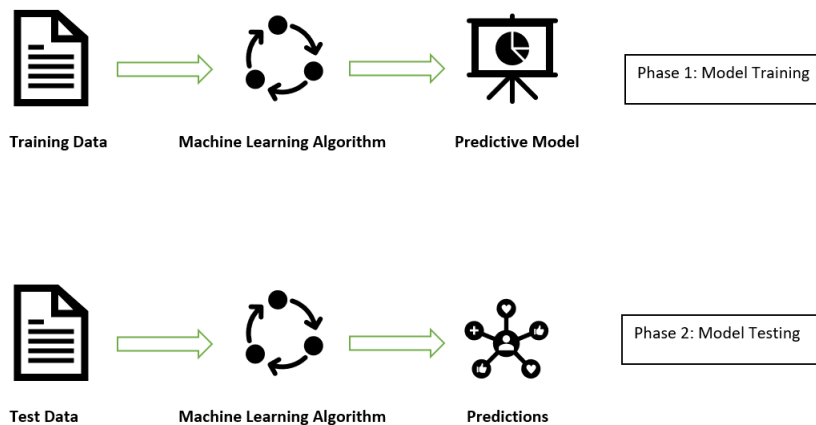 Phase 1: Model Training
Training Data
Machine Learning Algorithm
Predictive Model
Phase 2: Model Testing
Test Data
Machine Learning Algorithm
Predictions